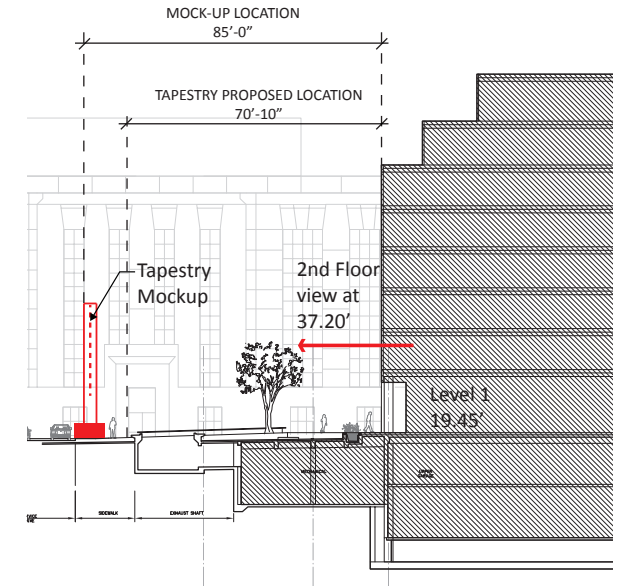 MOCK-UP LOCATION
85’-0”
TAPESTRY PROPOSED LOCATION
70’-10”
Tapestry
Mockup
2nd Floor
view at
37.20’
Level 1
19.45’
MECHANICAL
SIDEWALK
EXHAUST SHAFT